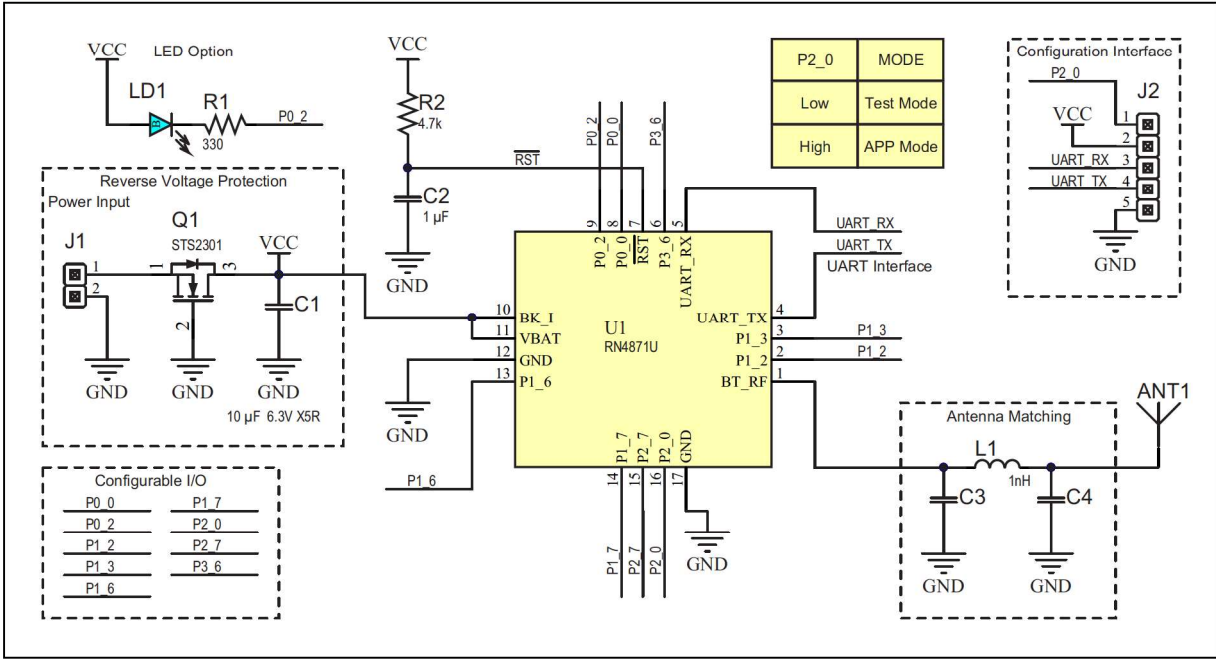 VCC
LED Option
LD1
B
R1
330
P0_2
VCC
R2
4.7k
RST
C2
1 µF
GND
P2_0 MODE
Low Test Mode
High APP Mode
Configuration Interface
P2_0
J2
VCC
UART_RX
UART_TX
1
2
3
4
5
GND
Reverse Voltage Protection
Power Input
J1
1
2
Q1
STS2301
1
3
2
VCC
C1
GND
GND
GND
10 µF 6.3V X5R
P0_2
P0_0
P3_6
9
8
7
6
5
P0_2
P0_0
RST
P3_6
UART_RX
UART_RX
UART_TX
UART Interface
10 BK_I
11 VBAT
12 GND
13 P1_6
U1
RN4871U
UART_TX 4
P1_3 3 P1_3
P1_2 2 P1_2
BT_RF 1
GND
P1_6
P1_7
P2_7
P2_0
GND
14
15
16
17
P1_7
P2_7
P2_0
GND
Antenna Matching
ANT1
L1
1nH
C3
C4
GND
GND
Configurable I/O
P0_0 P1_7
P0_2 P2_0
P1_2 P2_7
P1_3 P3_6
P1_6